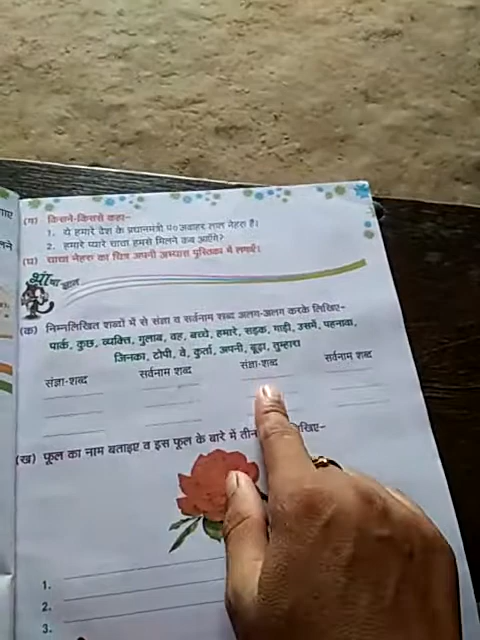 (ग) किसने-किससे कहा-
1. ये हमारे देश के प्रधानमंत्री पं० जवाहर लाल नेहरू हैं।
2. हमारे प्यारे चाचा हमसे मिलने कब आएँगे?
(घ) चाचा नेहरू का चित्र अपनी अभ्यास पुस्तिका में लगाएँ।
भाषा ज्ञान
(क) निम्नलिखित शब्दों में से संज्ञा व सर्वनाम शब्द अलग-अलग करके लिखिए-
पार्क, कुछ, व्यक्ति, गुलाब, वह, बच्चे, हमारे, सड़क, गाड़ी, उसमें, पहनावा,
जिनका, टोपी, वे, कुर्ता, अपनी, बूढ़ा, तुम्हारा
संज्ञा-शब्द सर्वनाम शब्द संज्ञा-शब्द सर्वनाम शब्द
(ख) फूल का नाम बताइए व इस फूल के बारे में तीन लिखिए-
1.
2.
3.